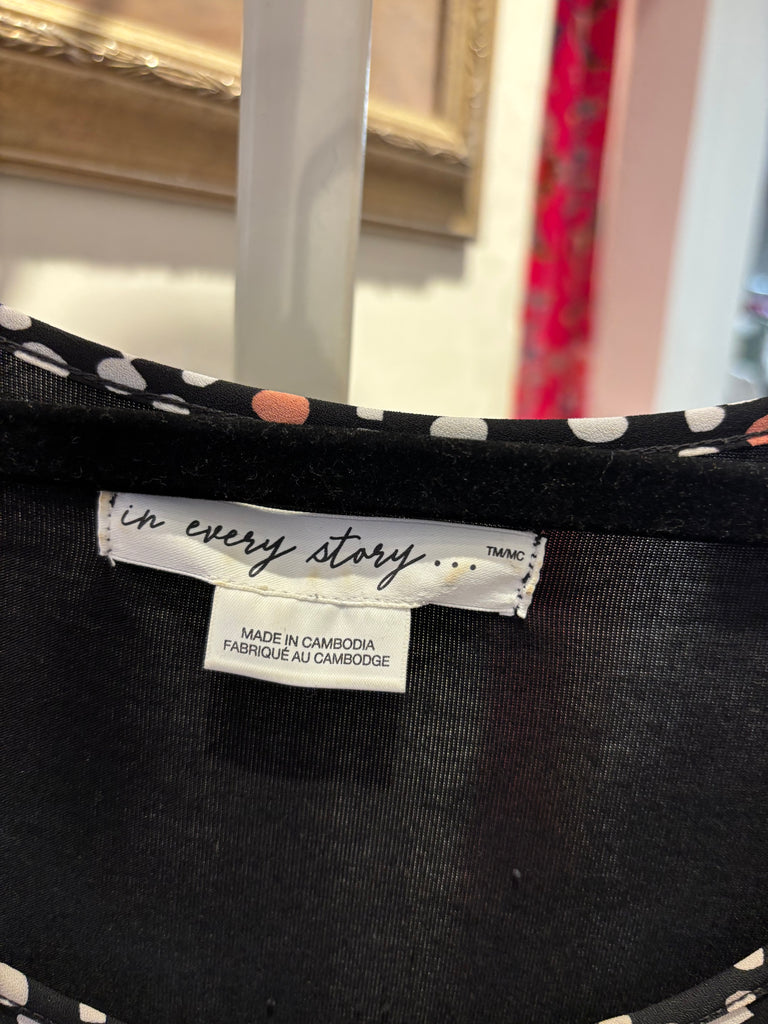 in every story... TM/MC
MADE IN CAMBODIA
FABRIQUÉ AU CAMBODGE